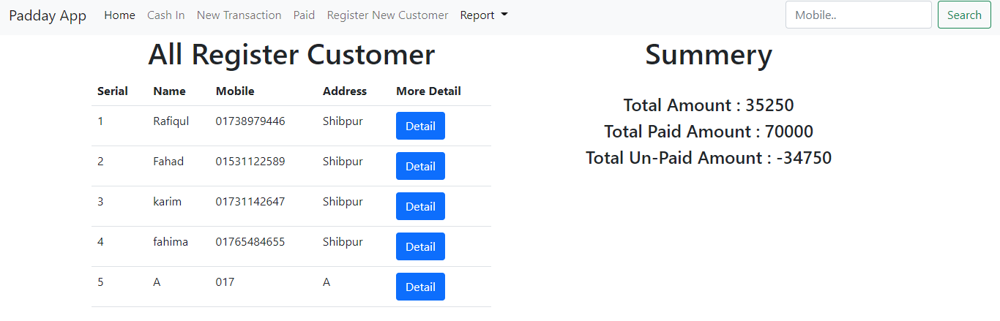 Padday App Home Cash In New Transaction Paid Register New Customer Report Mobile.. Search
All Register Customer
Serial Name Mobile Address More Detail
1 Rafiqul 01738979446 Shibpur Detail
2 Fahad 01531122589 Shibpur Detail
3 karim 01731142647 Shibpur Detail
4 fahima 01765484655 Shibpur Detail
5 A 017 A Detail
Summery
Total Amount : 35250
Total Paid Amount : 70000
Total Un-Paid Amount : -34750